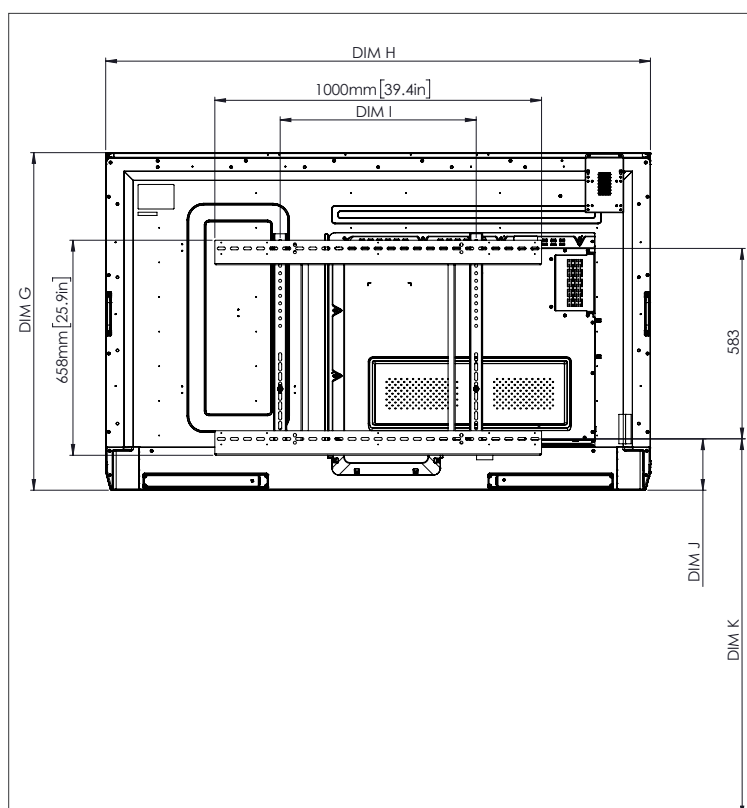 DIM H
1000mm [39.4in]
DIM I
DIM G
658mm [25.9in]
583
DIM J
DIM K